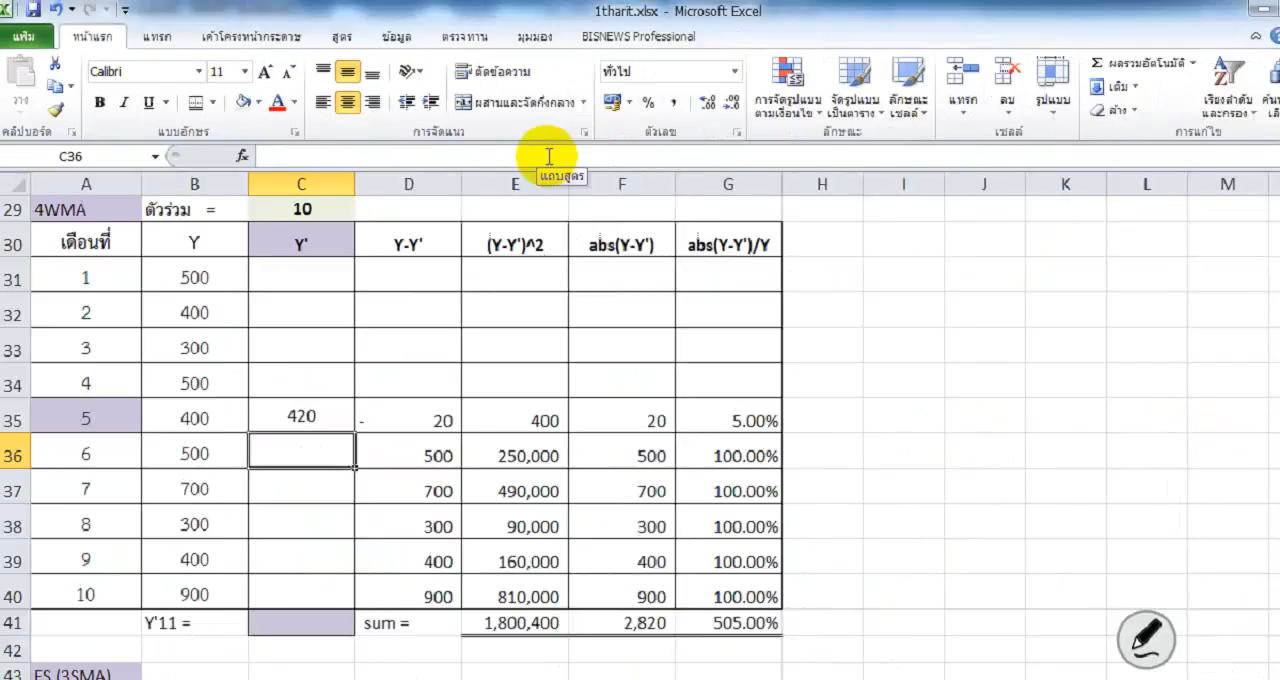 1tharit.xlsx - Microsoft Excel
แฟ้ม หน้าแรก แทรก เค้าโครงหน้ากระดาษ สูตร ข้อมูล ตรวจทาน มุมมอง BISNEWS Professional
Calibri 11 A A ตัดข้อความ ทั่วไป Σ ผลรวมอัตโนมัติ
วาง B I U A ผสานและจัดกึ่งกลาง % , การจัดรูปแบบ จัดรูปแบบ ลักษณะ แทรก ลบ รูปแบบ เติม เรียงลำดับ
ตามเงื่อนไข เป็นตาราง เซลล์ ล้าง และกรอง
คลิปบอร์ด แบบอักษร การจัดแนว ตัวเลข ลักษณะ เซลล์ การแก้ไข
C36 fx
แถบสูตร
A B C D E F G H I J K L M
29 4WMA ตัวร่วม = 10
30 เดือนที่ Y Y' Y-Y' (Y-Y')^2 abs(Y-Y') abs(Y-Y')/Y
31 1 500
32 2 400
33 3 300
34 4 500
35 5 400 420 - 20 400 20 5.00%
36 6 500 500 250,000 500 100.00%
37 7 700 700 490,000 700 100.00%
38 8 300 300 90,000 300 100.00%
39 9 400 400 160,000 400 100.00%
40 10 900 900 810,000 900 100.00%
41 Y'11 = sum = 1,800,400 2,820 505.00%
42
43 ES (3SMA)